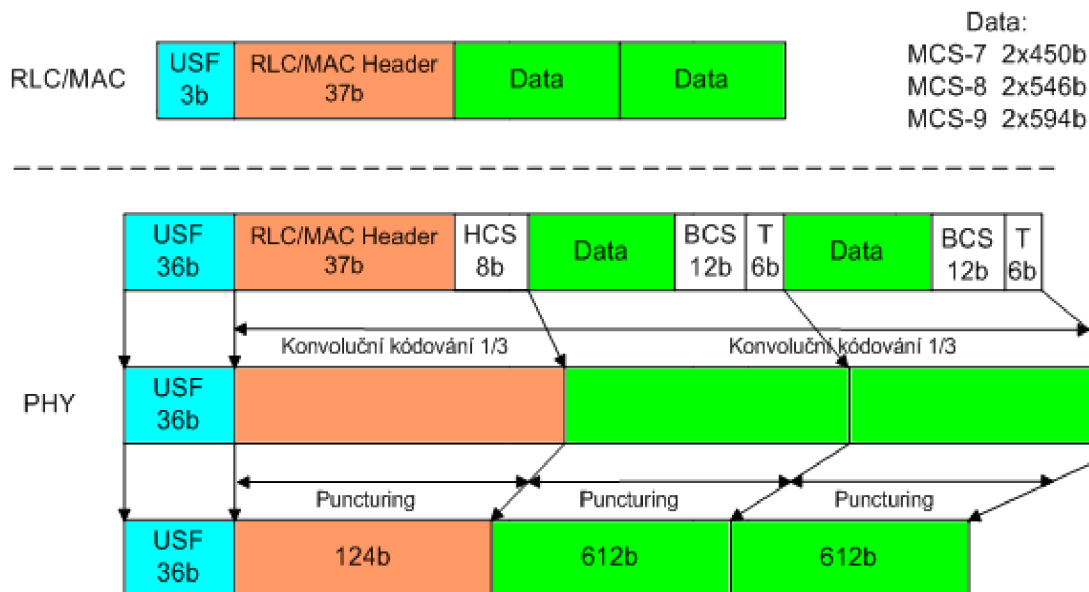 Data:
MCS-7 2x450b
MCS-8 2x546b
MCS-9 2x594b
RLC/MAC
USF
3b
RLC/MAC Header
37b
Data
Data
USF
36b
RLC/MAC Header
37b
HCS
8b
Data
BCS
12b
T
6b
Data
BCS
12b
T
6b
Konvoluční kódování 1/3
Konvoluční kódování 1/3
PHY
USF
36b
Puncturing
Puncturing
Puncturing
USF
36b
124b
612b
612b